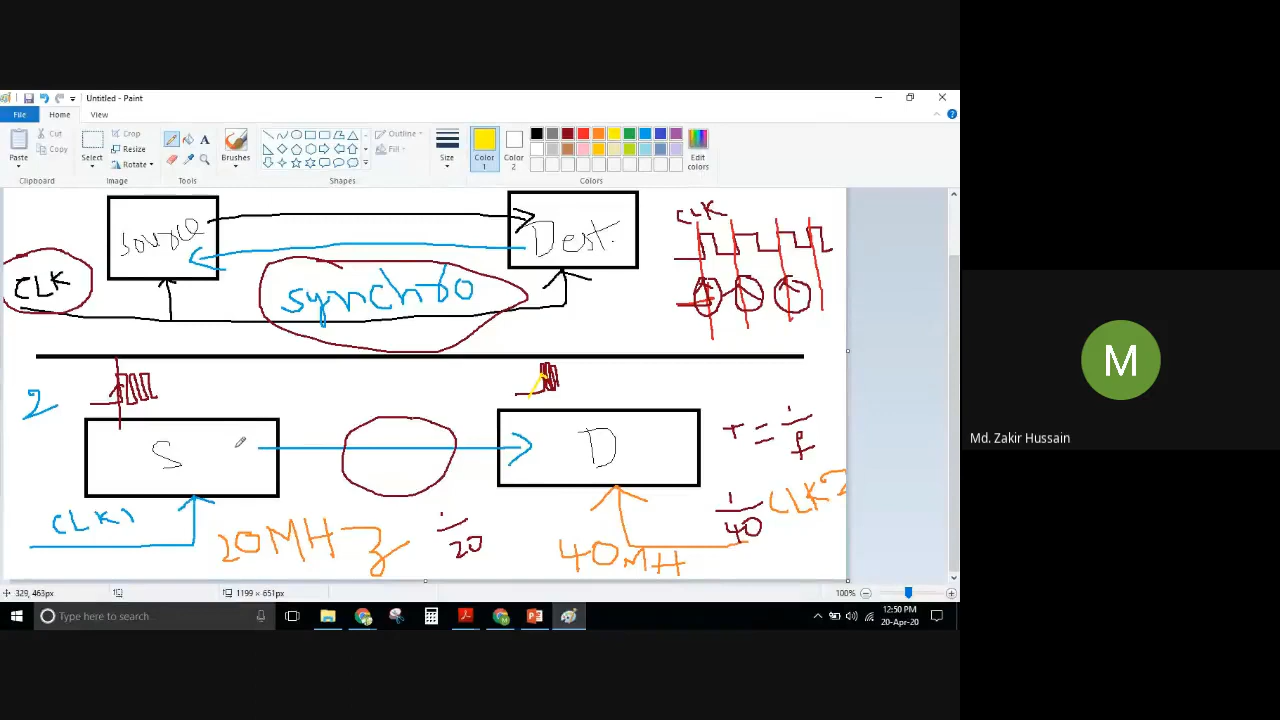 Untitled - Paint
File Home View
Paste
Cut
Copy
Clipboard
Select
Crop
Resize
Rotate
Image
Tools
Brushes
Shapes
Outline
Fill
Size
Color 1
Color 2
Edit colors
Colors
source
Dest.
CLK
CLK
synchro
2
S
D
T = 1/f
CLK1
20MHz
1/20
40MH
1/40
CLK2
329, 463px
1199 × 651px
100%
Type here to search
12:50 PM
20-Apr-20
M
Md. Zakir Hussain